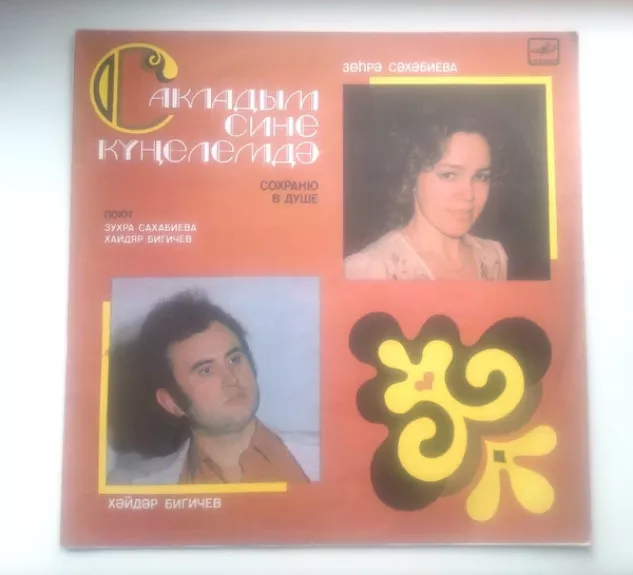 ЗӨҺРӘ СӘХӘБИЕВА
САКЛАДЫМ
СИНЕ
КҮҢЕЛЕМДӘ
СОХРАНЮ
В ДУШЕ
ПОЮТ
ЗУХРА САХАБИЕВА
ХАЙДЯР БИГИЧЕВ
ХӘЙДӘР БИГИЧЕВ